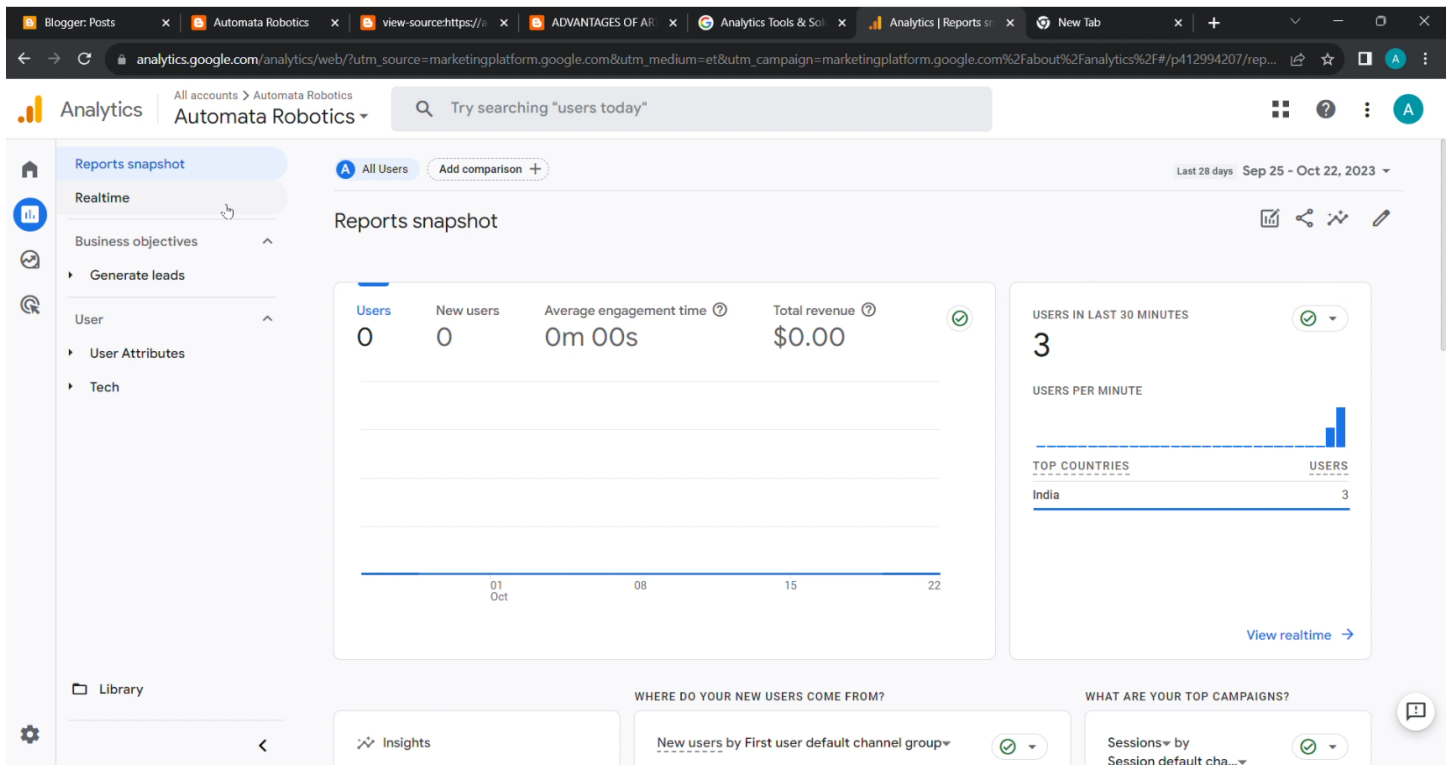 Blogger: Posts
Automata Robotics
view-source:https://a
ADVANTAGES OF AR
Analytics Tools & Sol
Analytics | Reports sn
New Tab
analytics.google.com/analytics/web/?utm_source=marketingplatform.google.com&utm_medium=et&utm_campaign=marketingplatform.google.com%2Fabout%2Fanalytics%2F#/p412994207/rep...
A
Analytics
All accounts > Automata Robotics
Automata Robotics
Try searching "users today"
A
Reports snapshot
Realtime
Business objectives
Generate leads
User
User Attributes
Tech
Library
A All Users
Add comparison +
Last 28 days Sep 25 - Oct 22, 2023
Reports snapshot
Users
0
New users
0
Average engagement time
0m 00s
Total revenue
$0.00
01
Oct
08
15
22
USERS IN LAST 30 MINUTES
3
USERS PER MINUTE
TOP COUNTRIES USERS
India 3
View realtime
Insights
WHERE DO YOUR NEW USERS COME FROM?
New users by First user default channel group
WHAT ARE YOUR TOP CAMPAIGNS?
Sessions by
Session default cha...